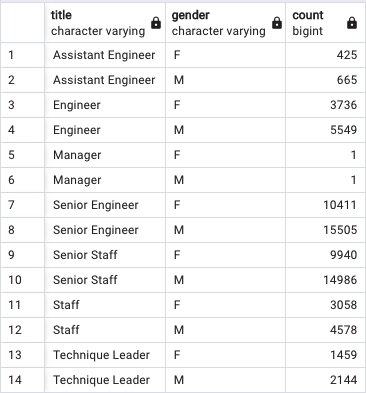 title gender count
character varying character varying bigint
1 Assistant Engineer F 425
2 Assistant Engineer M 665
3 Engineer F 3736
4 Engineer M 5549
5 Manager F 1
6 Manager M 1
7 Senior Engineer F 10411
8 Senior Engineer M 15505
9 Senior Staff F 9940
10 Senior Staff M 14986
11 Staff F 3058
12 Staff M 4578
13 Technique Leader F 1459
14 Technique Leader M 2144